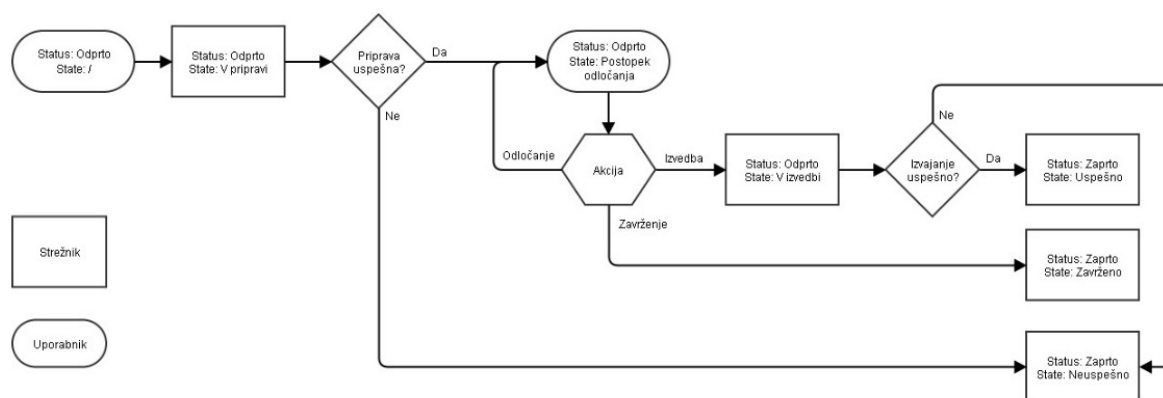 Status: Odprto
State: /
Status: Odprto
State: V pripravi
Priprava
uspešna?
Da
Ne
Status: Odprto
State: Postopek
odločanja
Odločanje
Akcija
Izvedba
Zavrženje
Status: Odprto
State: V izvedbi
Izvajanje
uspešno?
Ne
Da
Status: Zaprto
State: Uspešno
Status: Zaprto
State: Zavrženo
Status: Zaprto
State: Neuspešno
Strežnik
Uporabnik